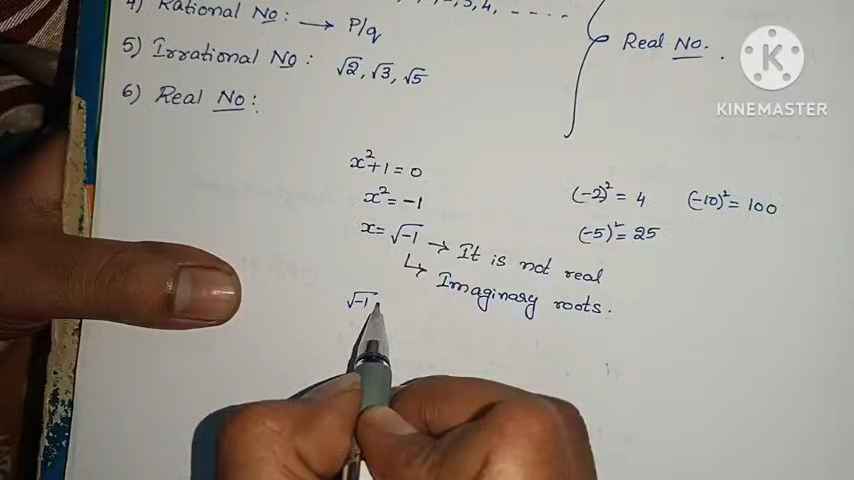 4) Rational No: → P/q
5) Irrational No: √2, √3, √5
6) Real No:
Real No.
K
KINEMASTER
x²+1=0
x²=-1
x=√-1 → It is not real
↳ Imaginary roots.
(-2)²=4 (-10)²=100
(-5)²=25
√-1